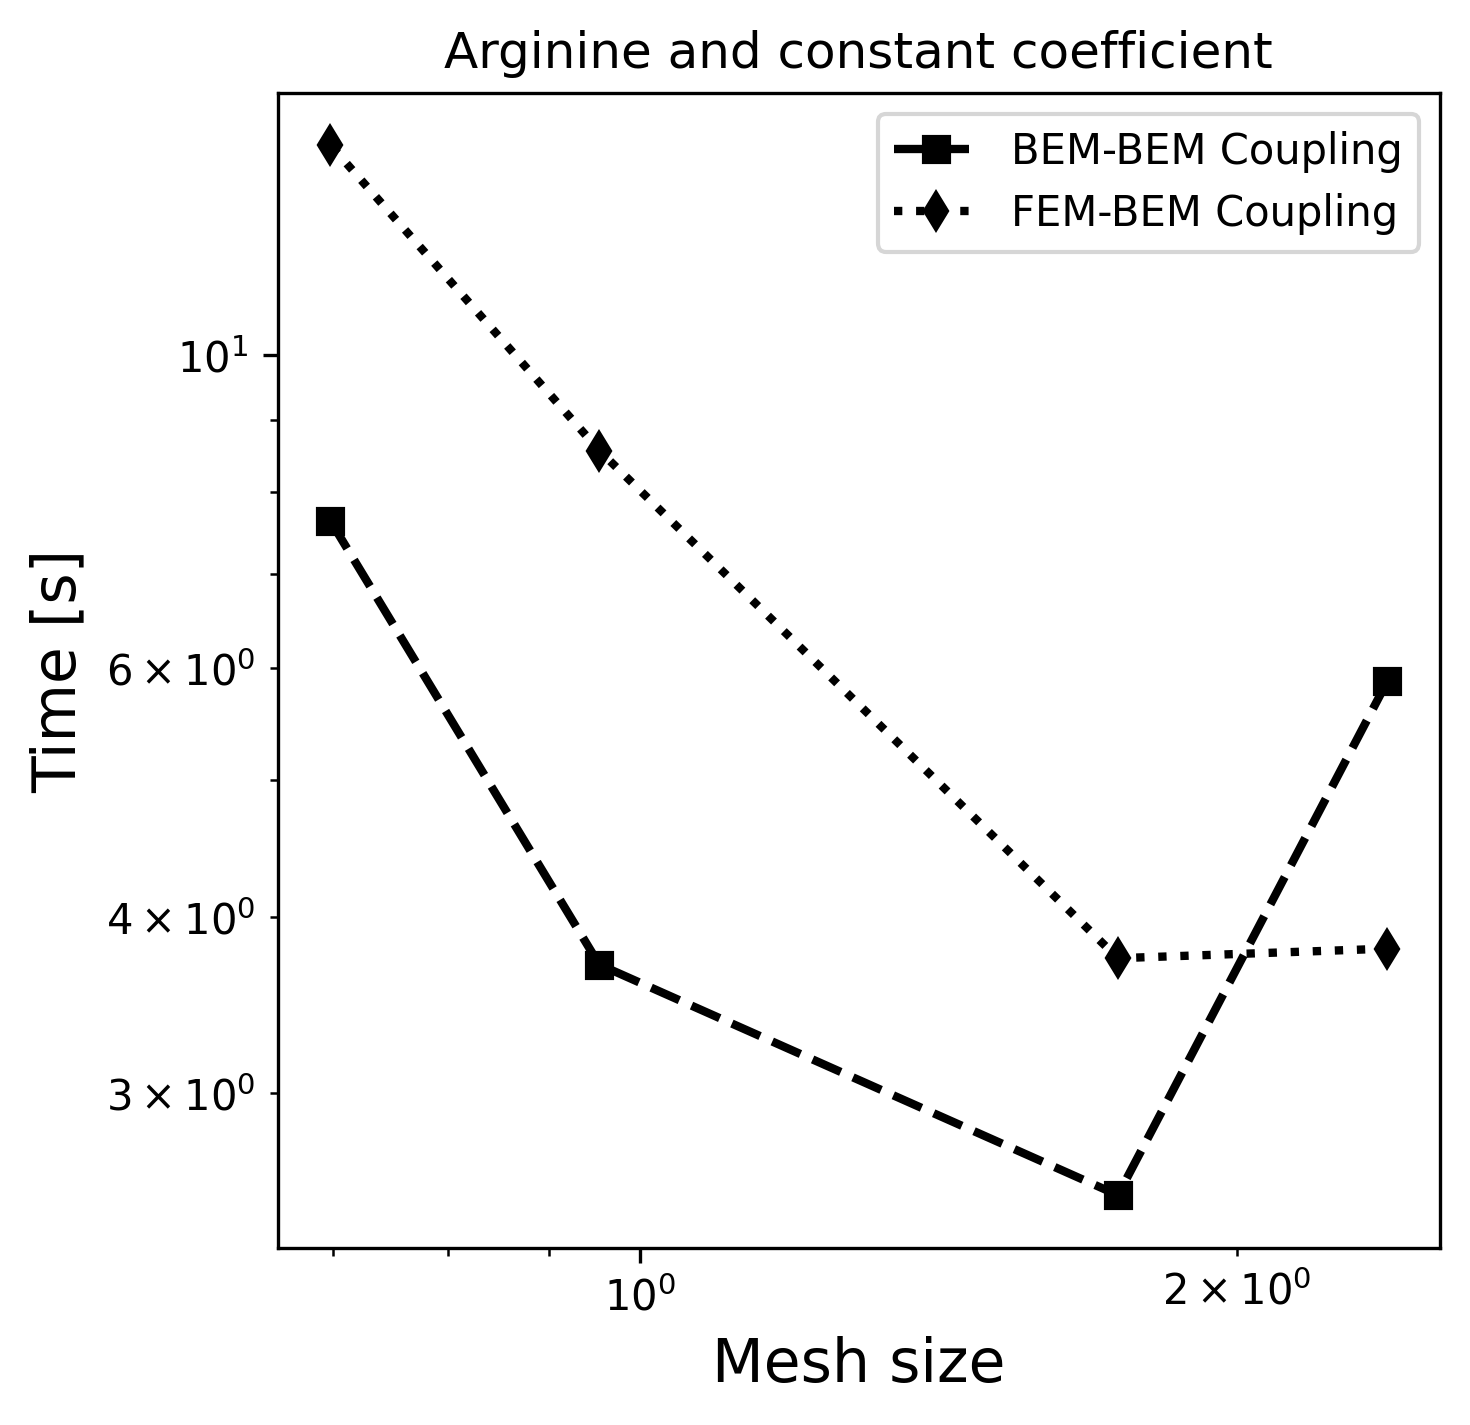 Arginine and constant coefficient
BEM-BEM Coupling
FEM-BEM Coupling
10¹
6 × 10⁰
4 × 10⁰
3 × 10⁰
Time [s]
10⁰
2 × 10⁰
Mesh size